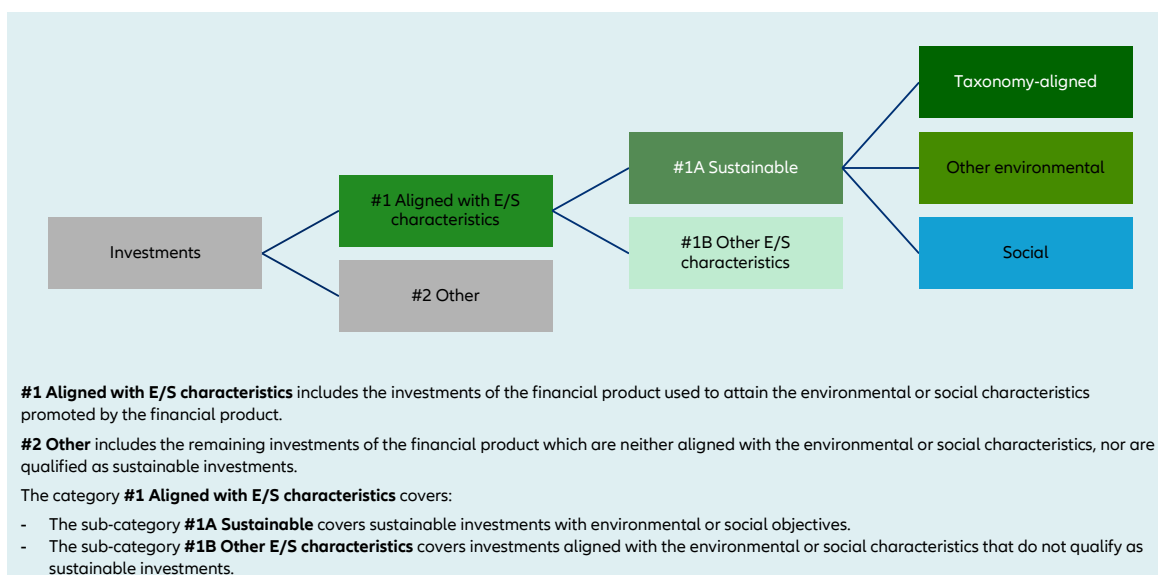 Taxonomy-aligned
#1A Sustainable
Other environmental
#1 Aligned with E/S
characteristics
#1B Other E/S
characteristics
Investments
Social
#2 Other
#1 Aligned with E/S characteristics includes the investments of the financial product used to attain the environmental or social characteristics
promoted by the financial product.
#2 Other includes the remaining investments of the financial product which are neither aligned with the environmental or social characteristics, nor are
qualified as sustainable investments.
The category #1 Aligned with E/S characteristics covers:
- The sub-category #1A Sustainable covers sustainable investments with environmental or social objectives.
- The sub-category #1B Other E/S characteristics covers investments aligned with the environmental or social characteristics that do not qualify as
sustainable investments.